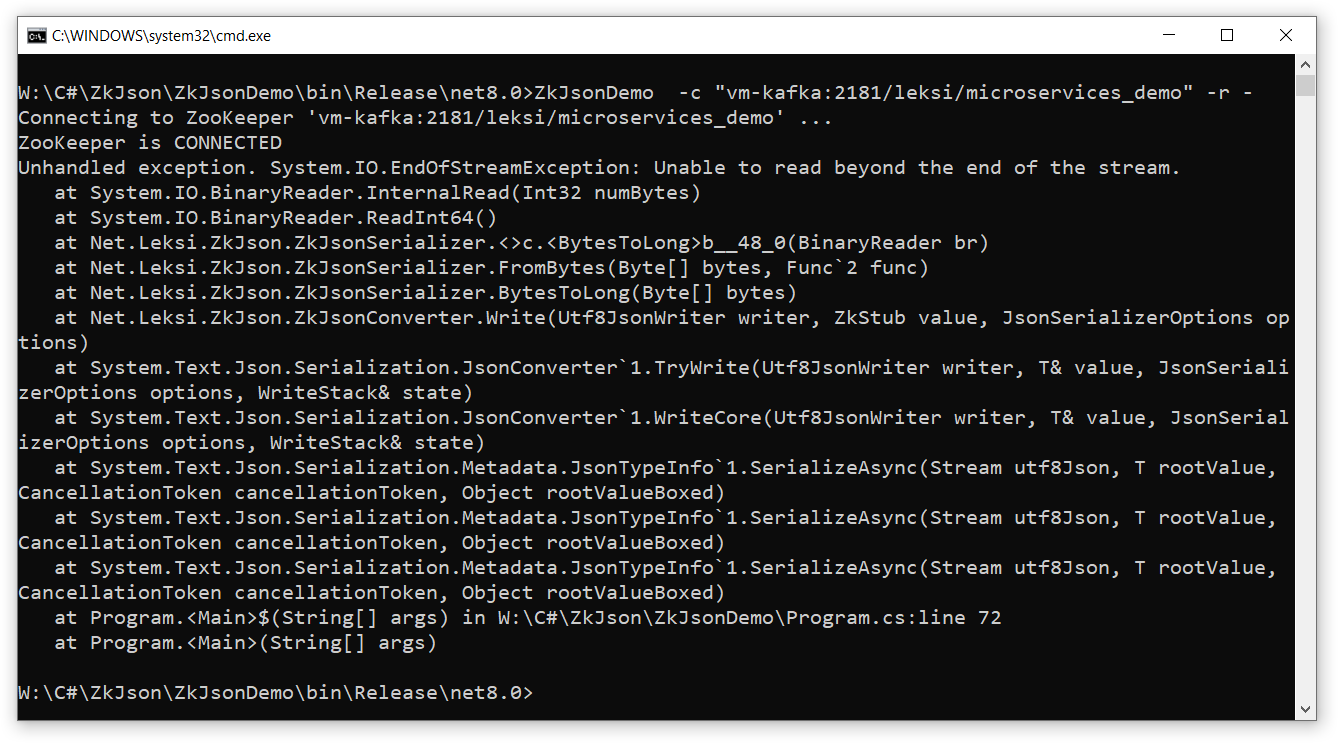 C:\WINDOWS\system32\cmd.exe
W:\C#\ZkJson\ZkJsonDemo\bin\Release\net8.0>ZkJsonDemo  -c "vm-kafka:2181/leksi/microservices_demo" -r -
Connecting to ZooKeeper 'vm-kafka:2181/leksi/microservices_demo' ...
ZooKeeper is CONNECTED
Unhandled exception. System.IO.EndOfStreamException: Unable to read beyond the end of the stream.
   at System.IO.BinaryReader.InternalRead(Int32 numBytes)
   at System.IO.BinaryReader.ReadInt64()
   at Net.Leksi.ZkJson.ZkJsonSerializer.<>c.<BytesToLong>b__48_0(BinaryReader br)
   at Net.Leksi.ZkJson.ZkJsonSerializer.FromBytes(Byte[] bytes, Func`2 func)
   at Net.Leksi.ZkJson.ZkJsonSerializer.BytesToLong(Byte[] bytes)
   at Net.Leksi.ZkJson.ZkJsonConverter.Write(Utf8JsonWriter writer, ZkStub value, JsonSerializerOptions op
tions)
   at System.Text.Json.Serialization.JsonConverter`1.TryWrite(Utf8JsonWriter writer, T& value, JsonSeriali
zerOptions options, WriteStack& state)
   at System.Text.Json.Serialization.JsonConverter`1.WriteCore(Utf8JsonWriter writer, T& value, JsonSerial
izerOptions options, WriteStack& state)
   at System.Text.Json.Serialization.Metadata.JsonTypeInfo`1.SerializeAsync(Stream utf8Json, T rootValue,
CancellationToken cancellationToken, Object rootValueBoxed)
   at System.Text.Json.Serialization.Metadata.JsonTypeInfo`1.SerializeAsync(Stream utf8Json, T rootValue,
CancellationToken cancellationToken, Object rootValueBoxed)
   at System.Text.Json.Serialization.Metadata.JsonTypeInfo`1.SerializeAsync(Stream utf8Json, T rootValue,
CancellationToken cancellationToken, Object rootValueBoxed)
   at Program.<Main>$(String[] args) in W:\C#\ZkJson\ZkJsonDemo\Program.cs:line 72
   at Program.<Main>(String[] args)
W:\C#\ZkJson\ZkJsonDemo\bin\Release\net8.0>